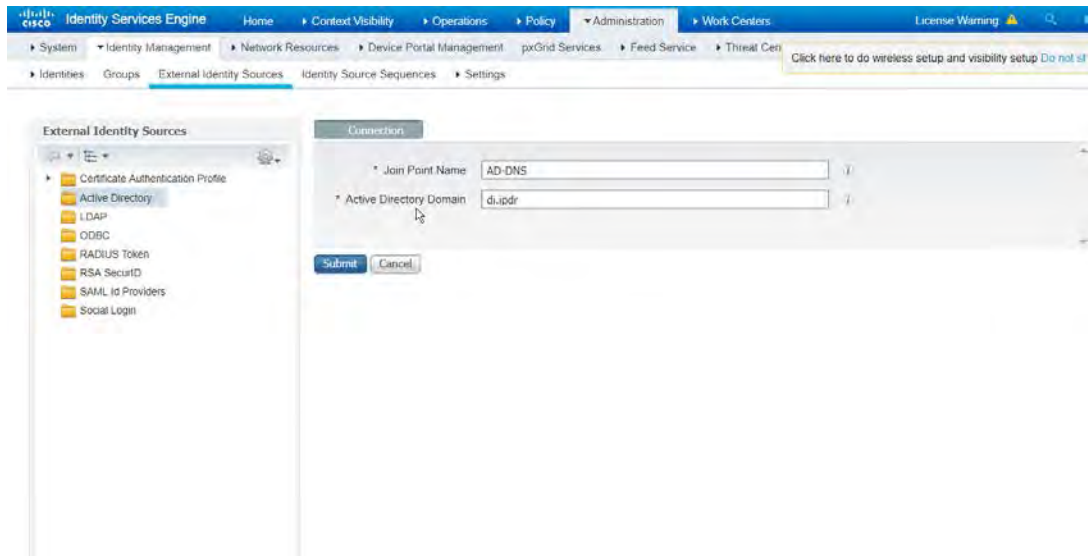 cisco Identity Services Engine Home Context Visibility Operations Policy Administration Work Centers License Warning
System Identity Management Network Resources Device Portal Management pxGrid Services Feed Service Threat Cen
Click here to do wireless setup and visibility setup Do not sh
Identities Groups External Identity Sources Identity Source Sequences Settings
External Identity Sources
Certificate Authentication Profile
Active Directory
LDAP
ODBC
RADIUS Token
RSA SecurID
SAML Id Providers
Social Login
Connection
* Join Point Name AD-DNS
* Active Directory Domain
Submit Cancel